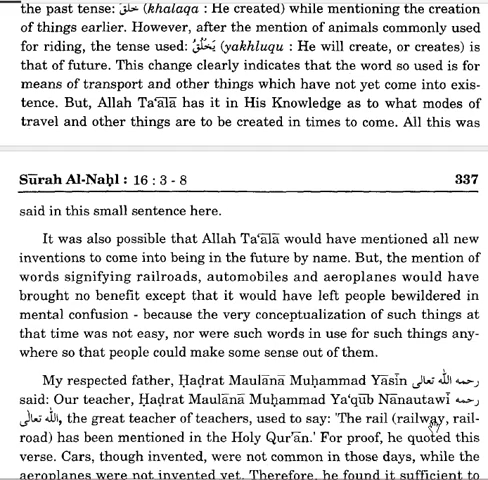 the past tense: خلق (khalaqa : He created) while mentioning the creation
of things earlier. However, after the mention of animals commonly used
for riding, the tense used: يَخْلُقُ (yakhluqu : He will create, or creates) is
that of future. This change clearly indicates that the word so used is for
means of transport and other things which have not yet come into exis-
tence. But, Allah Ta‘ālā has it in His Knowledge as to what modes of
travel and other things are to be created in times to come. All this was
Sūrah Al-Naḥl : 16 : 3 - 8 337
said in this small sentence here.
It was also possible that Allah Ta‘ālā would have mentioned all new
inventions to come into being in the future by name. But, the mention of
words signifying railroads, automobiles and aeroplanes would have
brought no benefit except that it would have left people bewildered in
mental confusion - because the very conceptualization of such things at
that time was not easy, nor were such words in use for such things any-
where so that people could make some sense out of them.
My respected father, Ḥaḍrat Maulānā Muḥammad Yāsīn رحمه الله تعالى
said: Our teacher, Ḥaḍrat Maulānā Muḥammad Ya‘qūb Nānautawī رحمه
الله تعالى, the great teacher of teachers, used to say: 'The rail (railway, rail-
road) has been mentioned in the Holy Qur’ān.' For proof, he quoted this
verse. Cars, though invented, were not common in those days, while the
aeroplanes were not invented yet. Therefore, he found it sufficient to